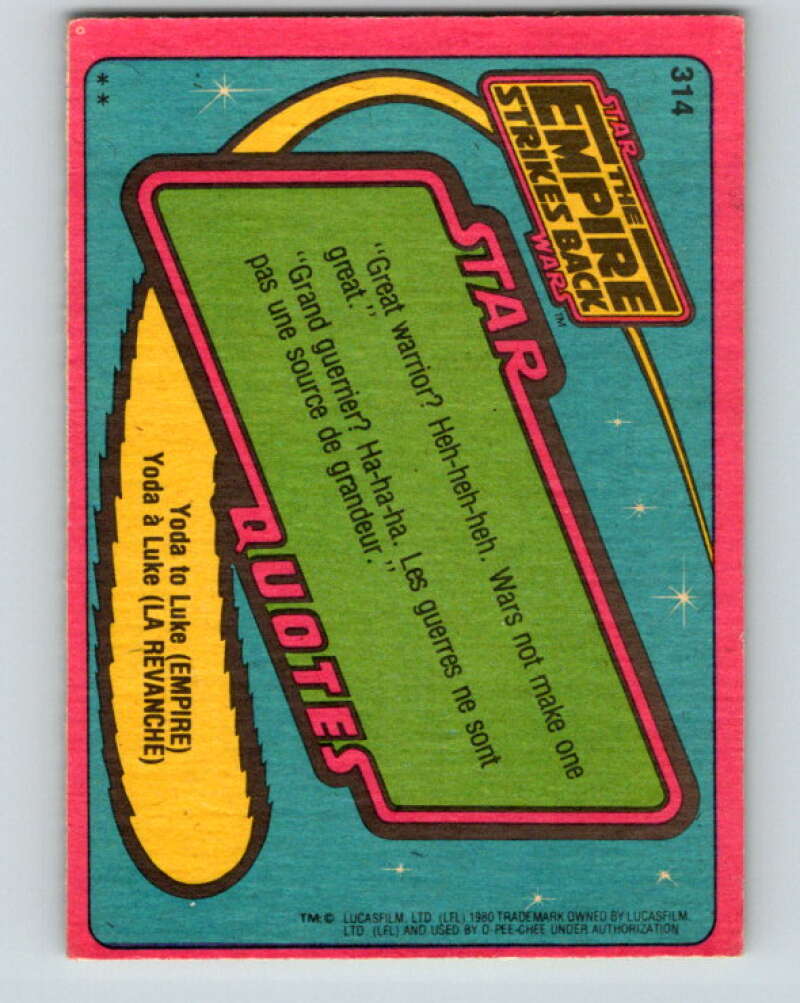 314
STAR
THE
EMPIRE
STRIKES BACK
WARS™
STAR
"Great warrior? Heh-heh-heh. Wars not make one
great."
"Grand guerrier? Ha-ha-ha. Les guerres ne sont
pas une source de grandeur."
QUOTES
Yoda to Luke (EMPIRE)
Yoda à Luke (LA REVANCHE)
TM: © LUCASFILM, LTD. (LFL) 1980 TRADEMARK OWNED BY LUCASFILM,
LTD. (LFL) AND USED BY O-PEE-CHEE UNDER AUTHORIZATION
**